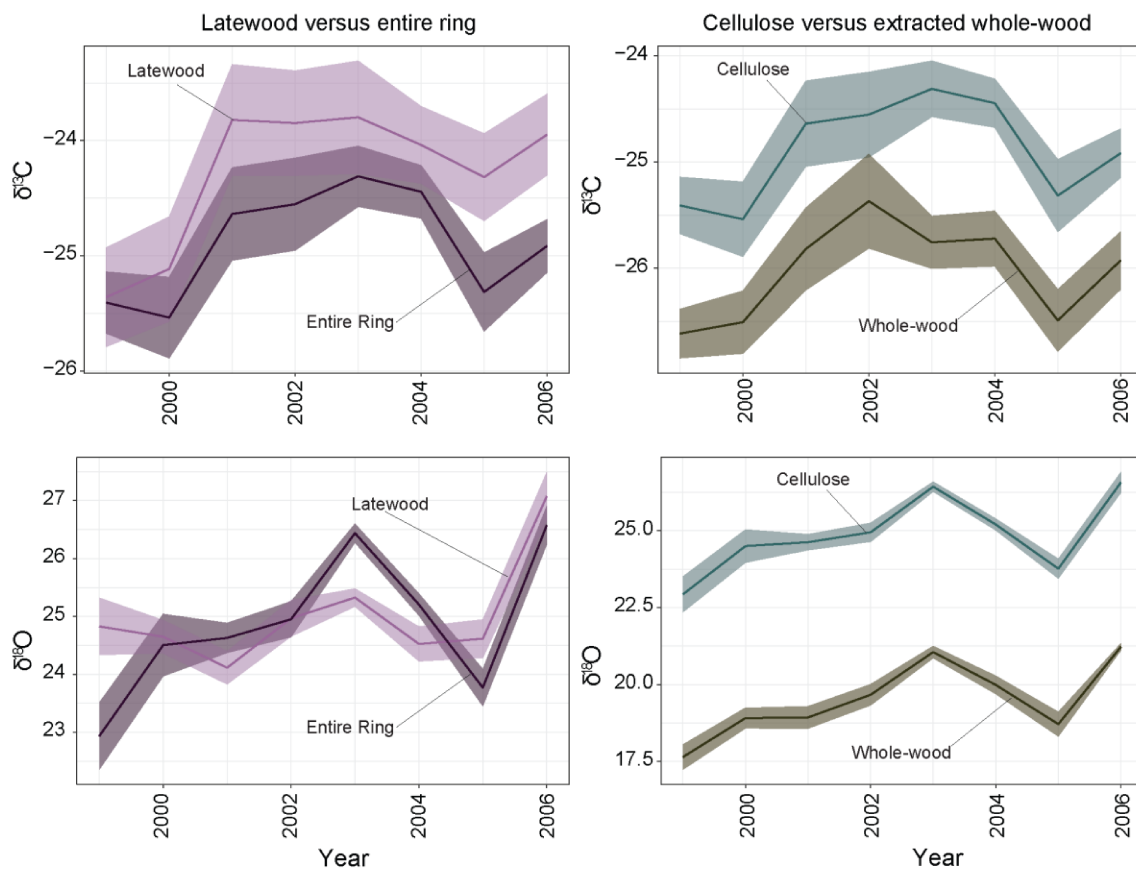 Latewood versus entire ring
Cellulose versus extracted whole-wood
δ¹³C
−24
−25
−26
Latewood
Entire Ring
2000
2002
2004
2006
δ¹³C
−24
−25
−26
Cellulose
Whole-wood
2000
2002
2004
2006
δ¹⁸O
27
26
25
24
23
Latewood
Entire Ring
2000
2002
2004
2006
Year
δ¹⁸O
25.0
22.5
20.0
17.5
Cellulose
Whole-wood
2000
2002
2004
2006
Year